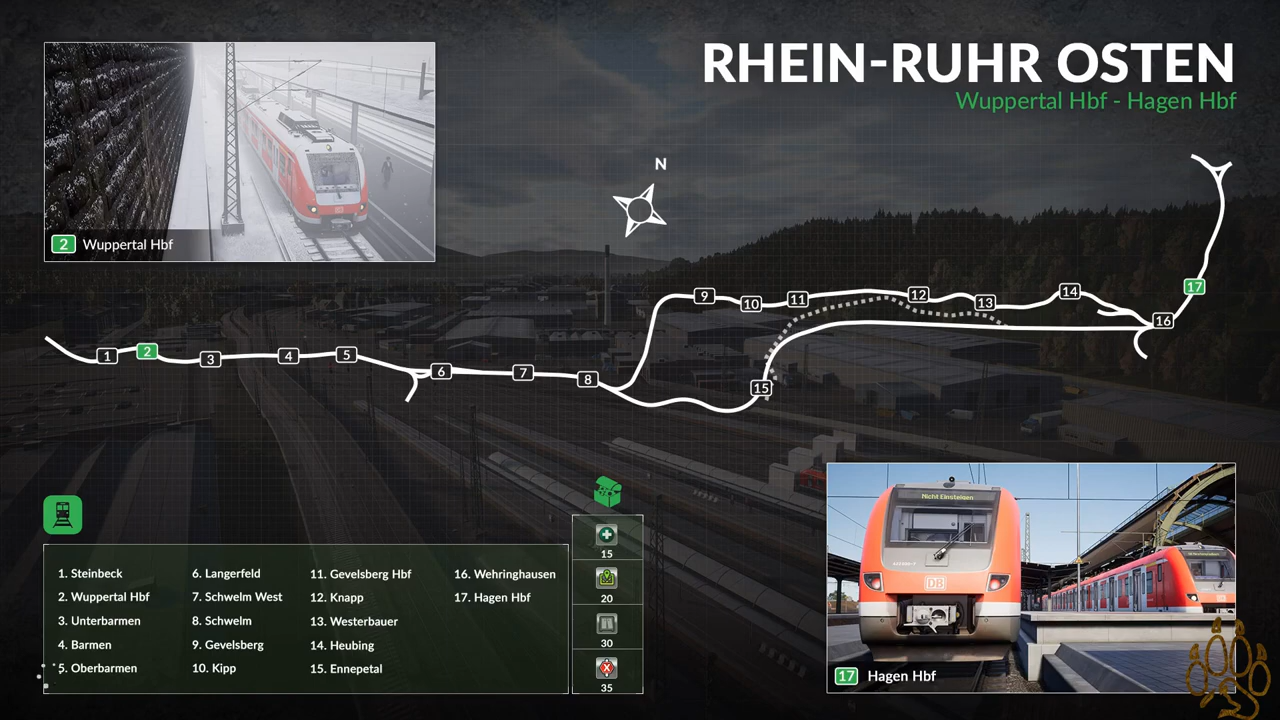 RHEIN-RUHR OSTEN
Wuppertal Hbf - Hagen Hbf
2 Wuppertal Hbf
N
1
2
3
4
5
6
7
8
9
10
11
12
13
14
15
16
17
1. Steinbeck
2. Wuppertal Hbf
3. Unterbarmen
4. Barmen
5. Oberbarmen
6. Langerfeld
7. Schwelm West
8. Schwelm
9. Gevelsberg
10. Kipp
11. Gevelsberg Hbf
12. Knapp
13. Westerbauer
14. Heubing
15. Ennepetal
16. Wehringhausen
17. Hagen Hbf
15
20
30
35
Nicht Einsteigen
DB
17 Hagen Hbf